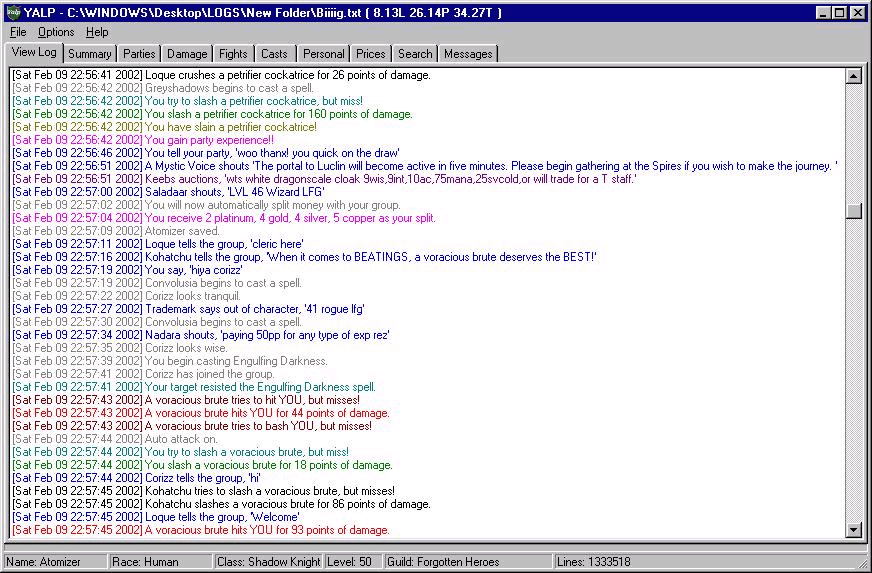 YALP - C:\WINDOWS\Desktop\LOGS\New Folder\Biiiig.txt ( 8.13L 26.14P 34.27T )
File Options Help
View Log Summary Parties Damage Fights Casts Personal Prices Search Messages
[Sat Feb 09 22:56:41 2002] Loque crushes a petrifier cockatrice for 26 points of damage.
[Sat Feb 09 22:56:42 2002] Greyshadows begins to cast a spell.
[Sat Feb 09 22:56:42 2002] You try to slash a petrifier cockatrice, but miss!
[Sat Feb 09 22:56:42 2002] You slash a petrifier cockatrice for 160 points of damage.
[Sat Feb 09 22:56:42 2002] You have slain a petrifier cockatrice!
[Sat Feb 09 22:56:42 2002] You gain party experience!!
[Sat Feb 09 22:56:46 2002] You tell your party, 'woo thanx! you quick on the draw'
[Sat Feb 09 22:56:51 2002] A Mystic Voice shouts 'The portal to Luclin will become active in five minutes. Please begin gathering at the Spires if you wish to make the journey. '
[Sat Feb 09 22:56:51 2002] Keebs auctions, 'wts white dragonscale cloak 9wis,9int,10ac,75mana,25svcold,or will trade for a T staff.'
[Sat Feb 09 22:57:00 2002] Saladaar shouts, 'LVL 46 Wizard LFG'
[Sat Feb 09 22:57:02 2002] You will now automatically split money with your group.
[Sat Feb 09 22:57:04 2002] You receive 2 platinum, 4 gold, 4 silver, 5 copper as your split.
[Sat Feb 09 22:57:09 2002] Atomizer saved.
[Sat Feb 09 22:57:11 2002] Loque tells the group, 'cleric here'
[Sat Feb 09 22:57:16 2002] Kohatchu tells the group, 'When it comes to BEATINGS, a voracious brute deserves the BEST!'
[Sat Feb 09 22:57:19 2002] You say, 'hiya corizz'
[Sat Feb 09 22:57:19 2002] Convolusia begins to cast a spell.
[Sat Feb 09 22:57:22 2002] Corizz looks tranquil.
[Sat Feb 09 22:57:27 2002] Trademark says out of character, '41 rogue lfg'
[Sat Feb 09 22:57:30 2002] Convolusia begins to cast a spell.
[Sat Feb 09 22:57:34 2002] Nadara shouts, 'paying 50pp for any type of exp rez'
[Sat Feb 09 22:57:35 2002] Corizz looks wise.
[Sat Feb 09 22:57:39 2002] You begin casting Engulfing Darkness.
[Sat Feb 09 22:57:41 2002] Corizz has joined the group.
[Sat Feb 09 22:57:41 2002] Your target resisted the Engulfing Darkness spell.
[Sat Feb 09 22:57:43 2002] A voracious brute tries to hit YOU, but misses!
[Sat Feb 09 22:57:43 2002] A voracious brute hits YOU for 44 points of damage.
[Sat Feb 09 22:57:43 2002] A voracious brute tries to bash YOU, but misses!
[Sat Feb 09 22:57:44 2002] Auto attack on.
[Sat Feb 09 22:57:44 2002] You try to slash a voracious brute, but miss!
[Sat Feb 09 22:57:44 2002] You slash a voracious brute for 18 points of damage.
[Sat Feb 09 22:57:44 2002] Corizz tells the group, 'hi'
[Sat Feb 09 22:57:45 2002] Kohatchu tries to slash a voracious brute, but misses!
[Sat Feb 09 22:57:45 2002] Kohatchu slashes a voracious brute for 86 points of damage.
[Sat Feb 09 22:57:45 2002] Loque tells the group, 'Welcome'
[Sat Feb 09 22:57:45 2002] A voracious brute hits YOU for 93 points of damage.
Name: Atomizer Race: Human Class: Shadow Knight Level: 50 Guild: Forgotten Heroes Lines: 1333518